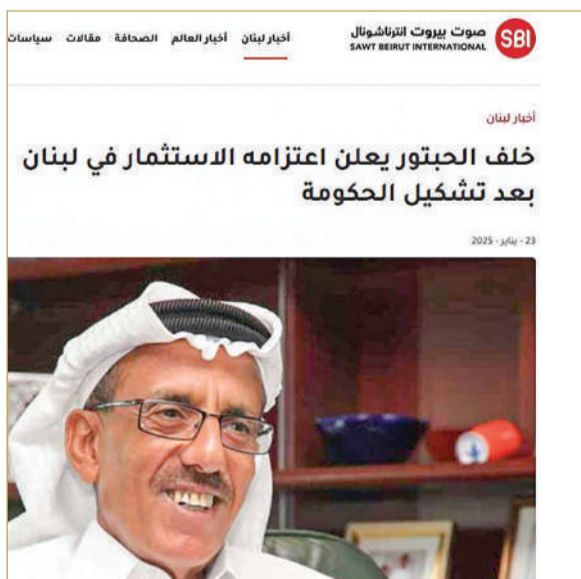 SBI
صوت بيروت انترناشونال
SAWT BEIRUT INTERNATIONAL
أخبار لبنان أخبار العالم الصحافة مقالات سياسات
أخبار لبنان
خلف الحبتور يعلن اعتزامه الاستثمار في لبنان
بعد تشكيل الحكومة
23 - يناير - 2025